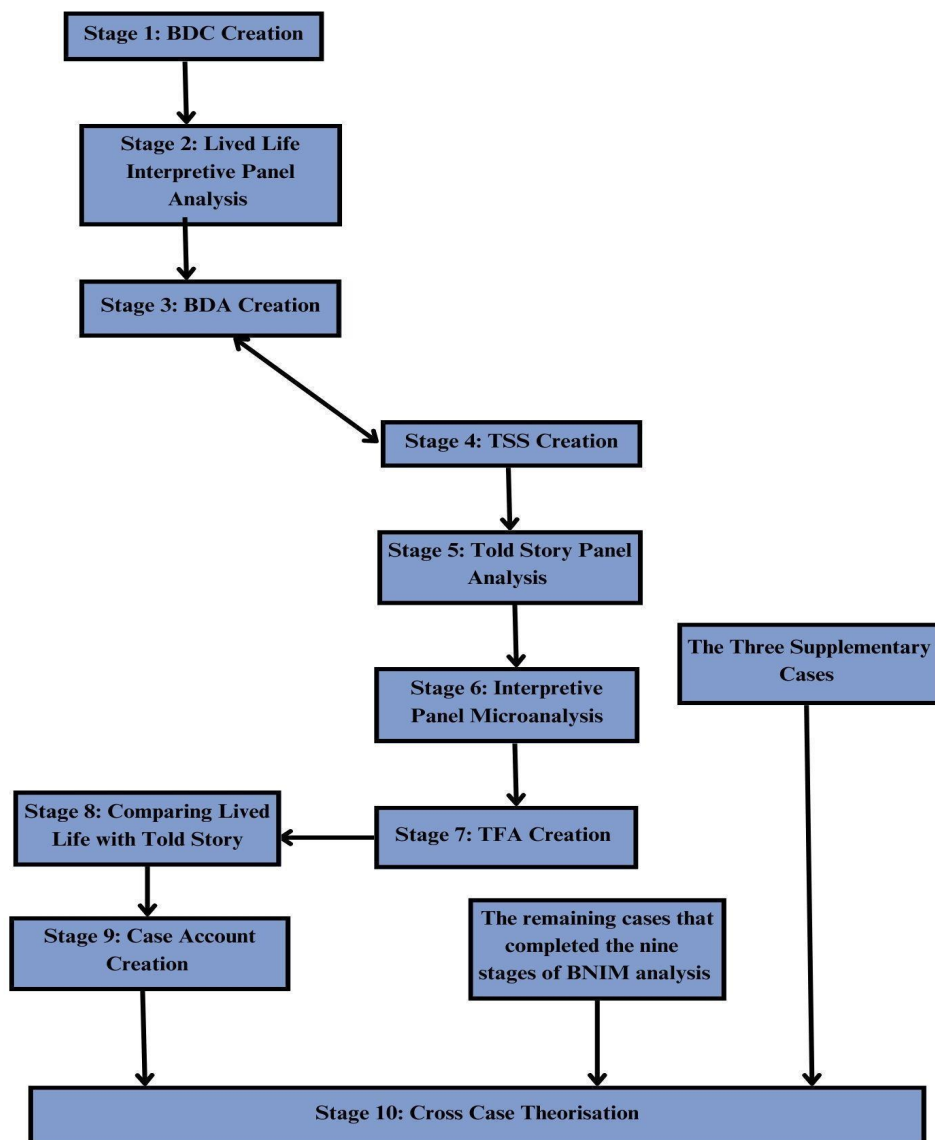 Stage 1: BDC Creation
Stage 2: Lived Life
Interpretive Panel
Analysis
Stage 3: BDA Creation
Stage 4: TSS Creation
Stage 5: Told Story Panel
Analysis
The Three Supplementary
Cases
Stage 6: Interpretive
Panel Microanalysis
Stage 7: TFA Creation
Stage 8: Comparing Lived
Life with Told Story
Stage 9: Case Account
Creation
The remaining cases that
completed the nine
stages of BNIM analysis
Stage 10: Cross Case Theorisation